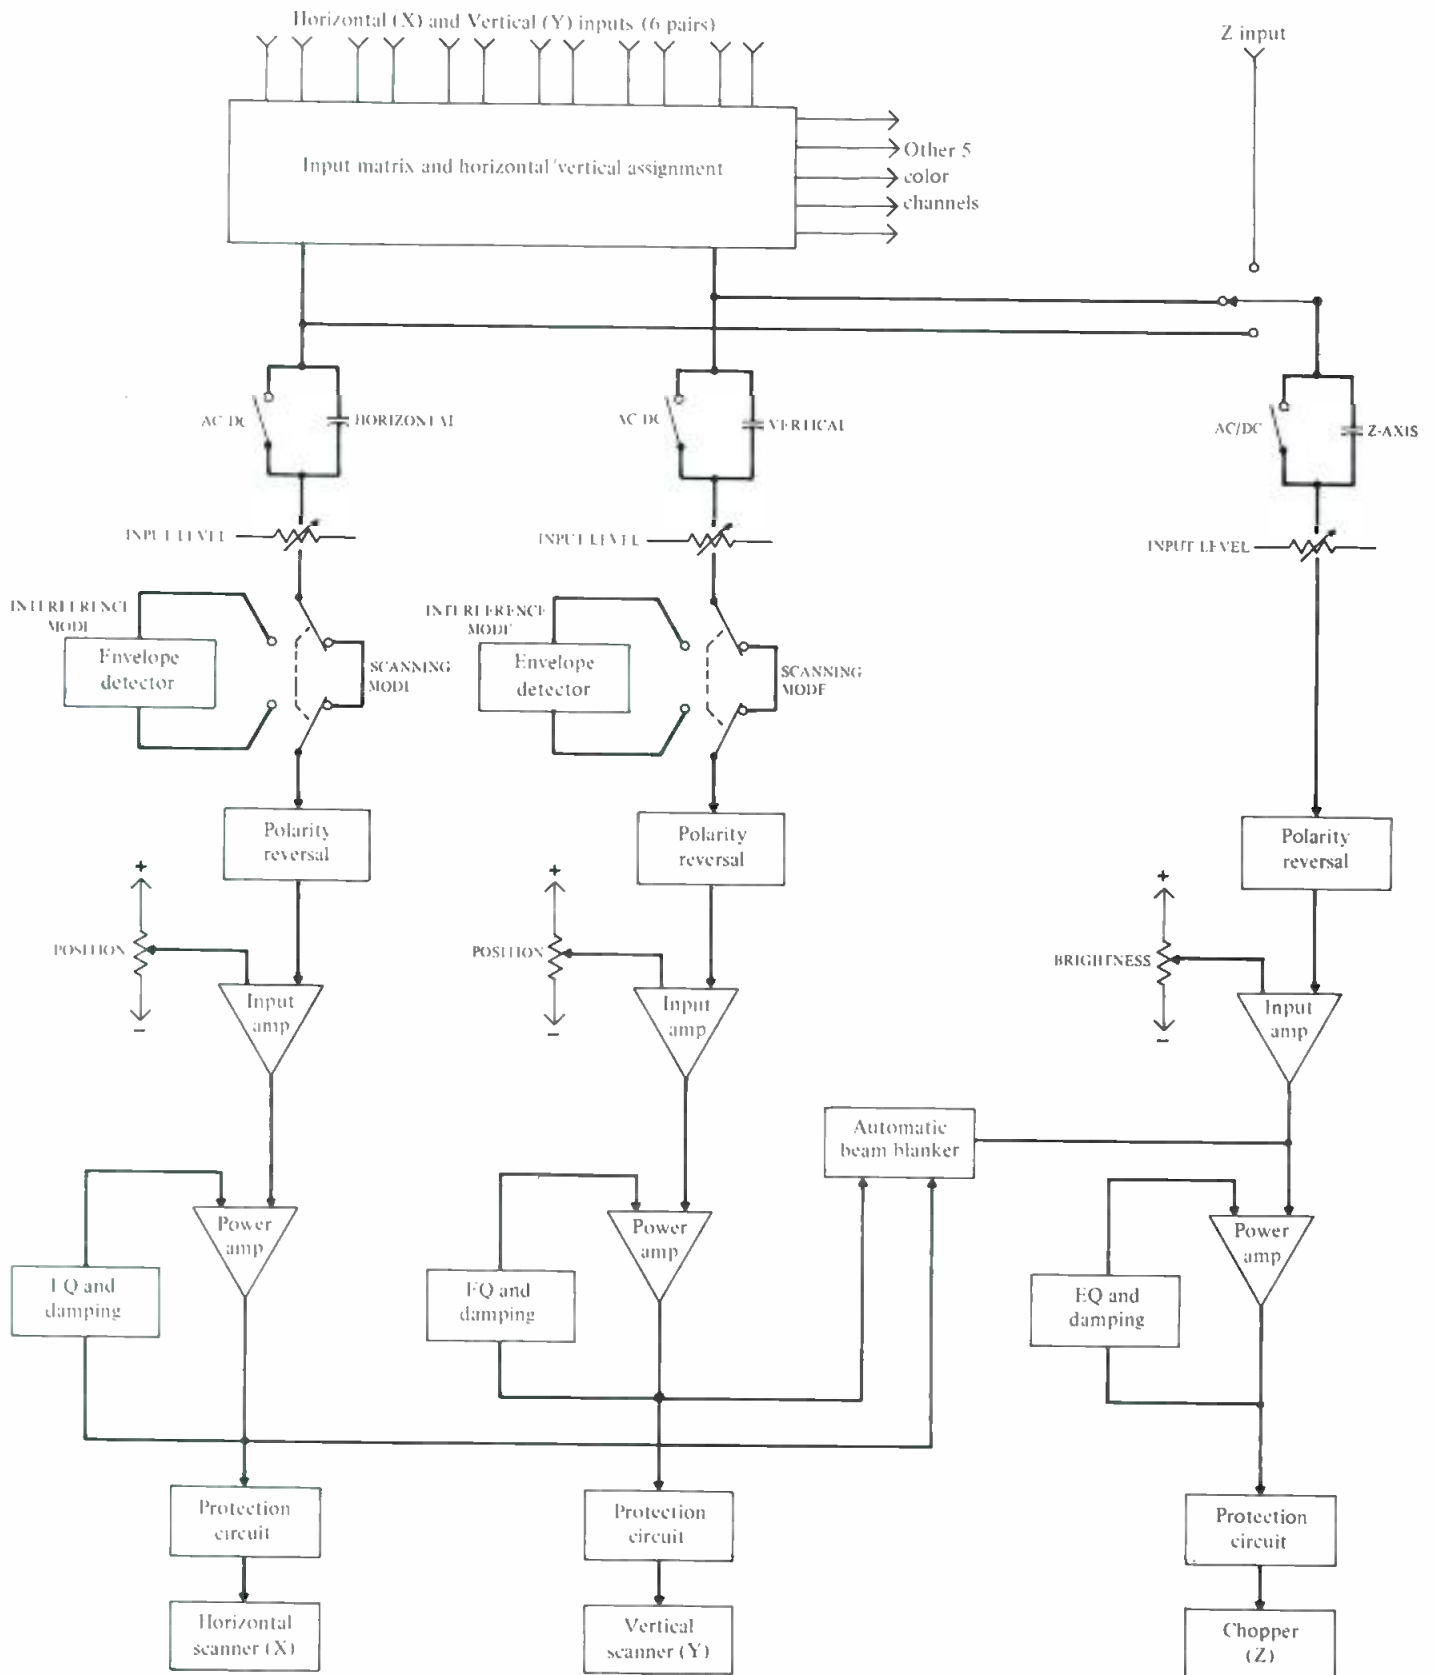 Horizontal (X) and Vertical (Y) inputs (6 pairs)
Z input
Input matrix and horizontal/vertical assignment
Other 5
color
channels
AC DC
HORIZONTAL
AC DC
VERTICAL
AC/DC
Z-AXIS
INPUT LEVEL
INPUT LEVEL
INPUT LEVEL
INTERFERENCE
MODE
Envelope
detector
SCANNING
MODE
INTERFERENCE
MODE
Envelope
detector
SCANNING
MODE
Polarity
reversal
Polarity
reversal
Polarity
reversal
+
POSITION
–
Input
amp
+
POSITION
–
Input
amp
+
BRIGHTNESS
–
Input
amp
Automatic
beam blanker
Power
amp
EQ and
damping
Power
amp
EQ and
damping
Power
amp
EQ and
damping
Protection
circuit
Protection
circuit
Protection
circuit
Horizontal
scanner (X)
Vertical
scanner (Y)
Chopper
(Z)